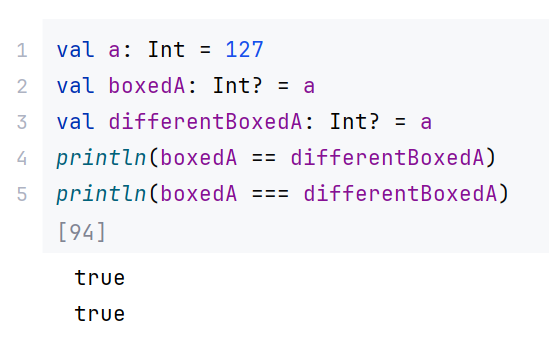 1 val a: Int = 127
2 val boxedA: Int? = a
3 val differentBoxedA: Int? = a
4 println(boxedA == differentBoxedA)
5 println(boxedA === differentBoxedA)
[94]
true
true